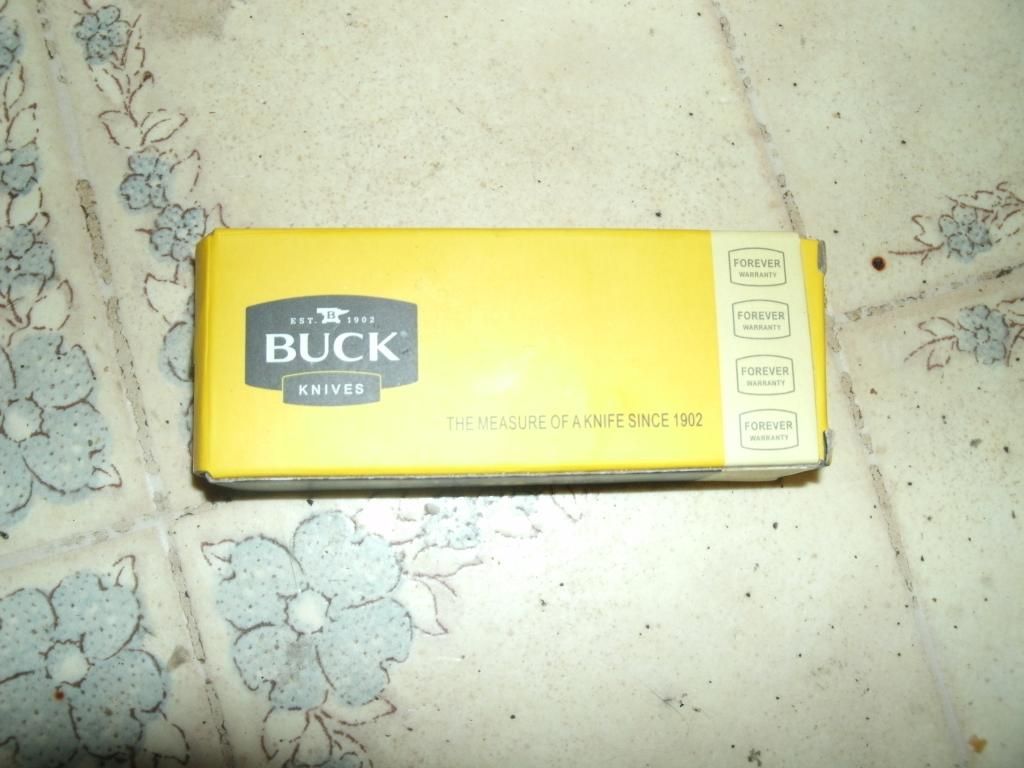 EST. B 1902
BUCK®
KNIVES
THE MEASURE OF A KNIFE SINCE 1902
FOREVER
WARRANTY
FOREVER
WARRANTY
FOREVER
WARRANTY
FOREVER
WARRANTY